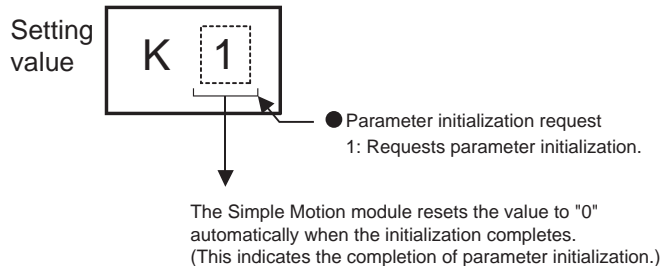 Setting
value
K 1
● Parameter initialization request
1: Requests parameter initialization.
The Simple Motion module resets the value to "0"
automatically when the initialization completes.
(This indicates the completion of parameter initialization.)